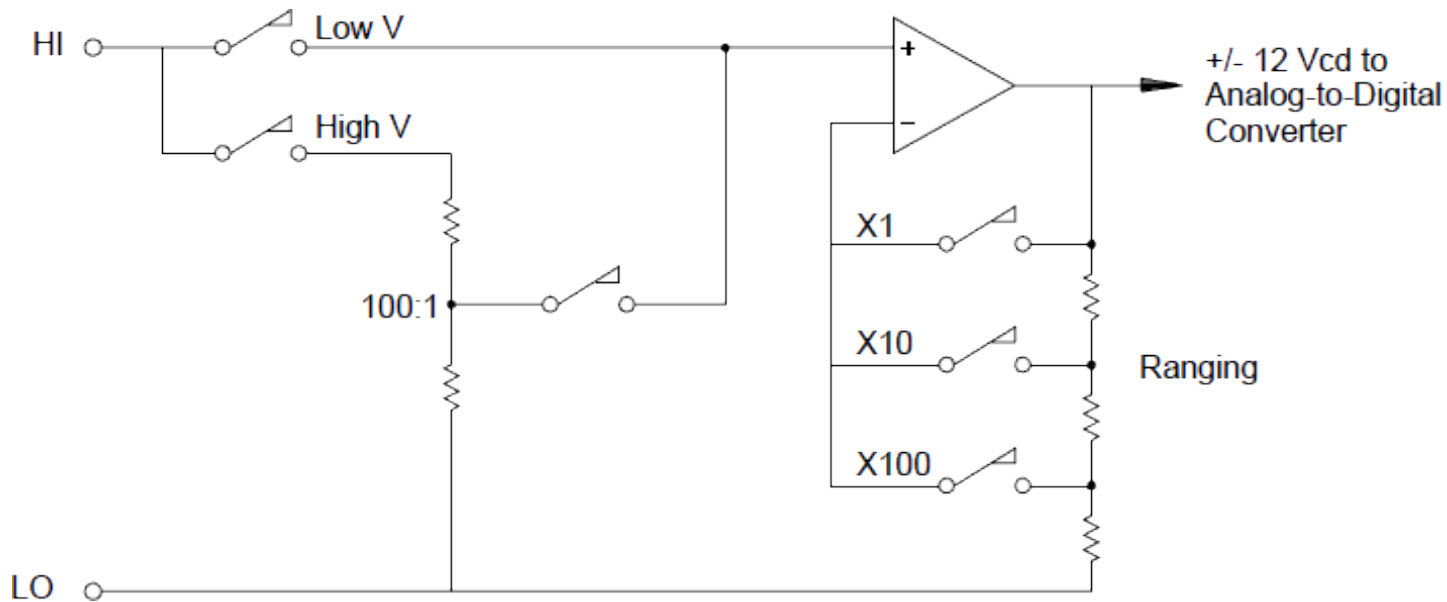 HI
Low V
High V
+
−
+/- 12 Vcd to
Analog-to-Digital
Converter
X1
100:1
X10
Ranging
X100
LO